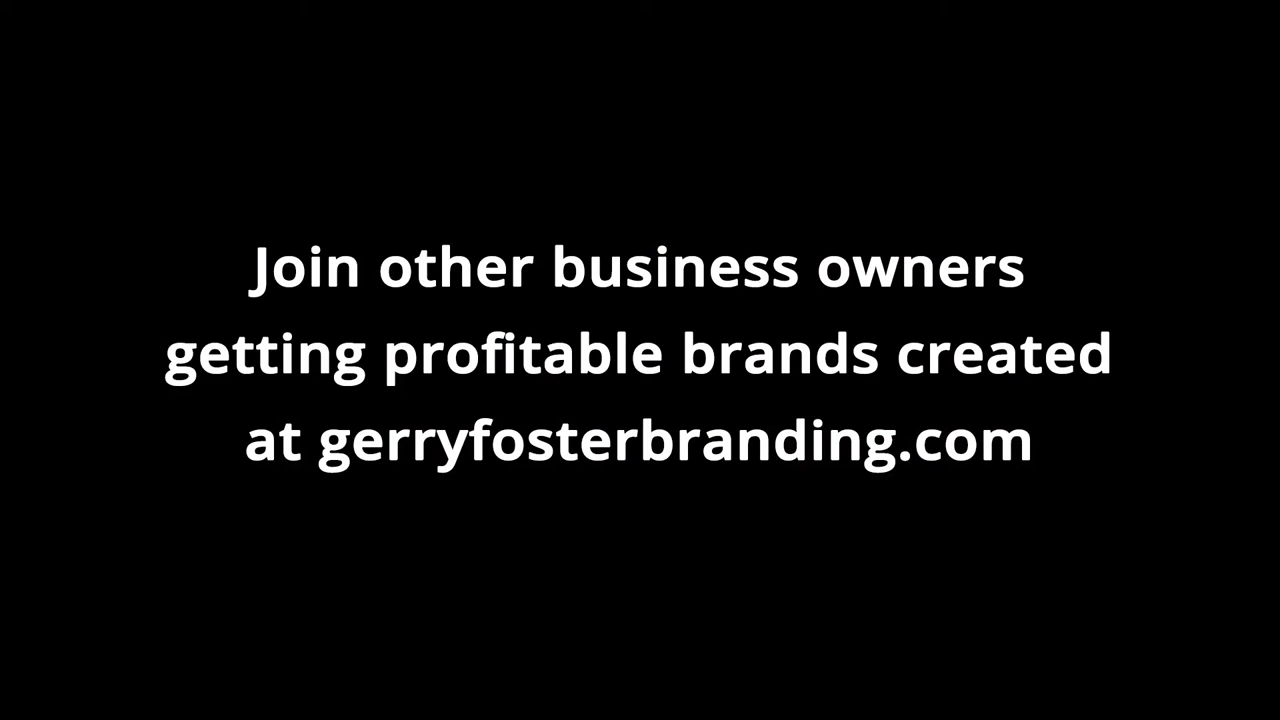 Join other business owners
getting profitable brands created
at gerryfosterbranding.com